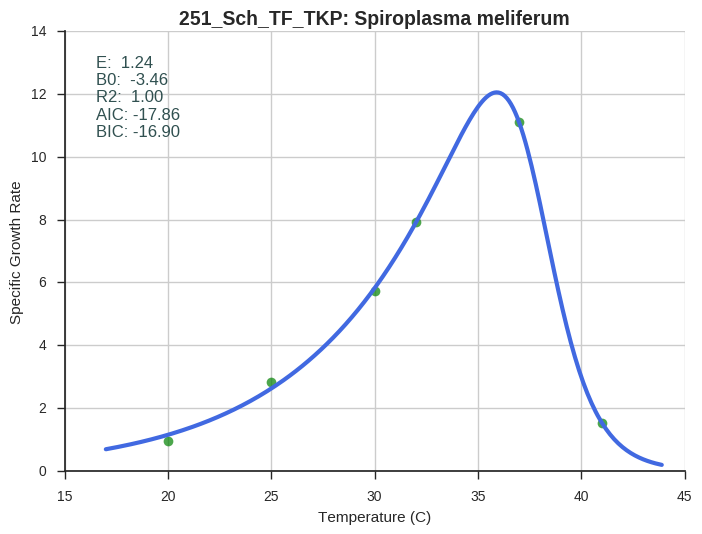 251_Sch_TF_TKP: Spiroplasma meliferum
E:  1.24
B0:  -3.46
R2:  1.00
AIC: -17.86
BIC: -16.90
Specific Growth Rate
14
12
10
8
6
4
2
0
15 20 25 30 35 40 45
Temperature (C)